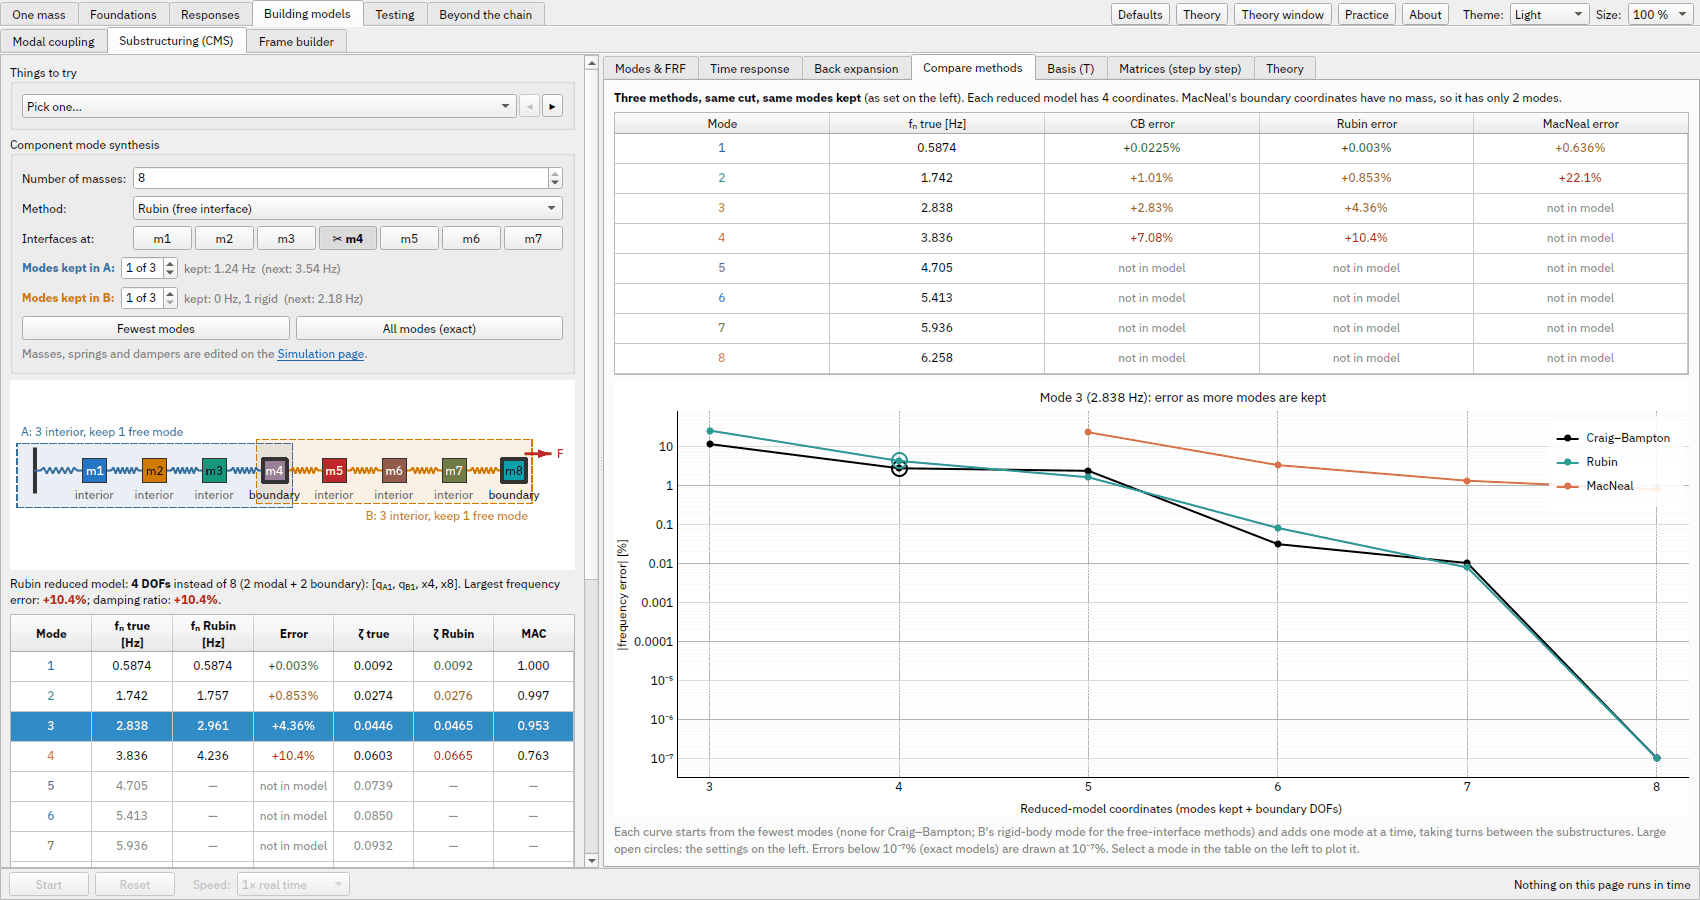 One mass Foundations Responses Building models Testing Beyond the chain Defaults Theory Theory window Practice About Theme: Light Size: 100 %
Modal coupling Substructuring (CMS) Frame builder
Things to try
Pick one...
Component mode synthesis
Number of masses: 8
Method: Rubin (free interface)
Interfaces at: m1 m2 m3 ✂ m4 m5 m6 m7
Modes kept in A: 1 of 3 kept: 1.24 Hz (next: 3.54 Hz)
Modes kept in B: 1 of 3 kept: 0 Hz, 1 rigid (next: 2.18 Hz)
Fewest modes All modes (exact)
Masses, springs and dampers are edited on the Simulation page.
A: 3 interior, keep 1 free mode
m1 m2 m3 m4 m5 m6 m7 m8 F
interior interior interior boundary interior interior interior boundary
B: 3 interior, keep 1 free mode
Rubin reduced model: 4 DOFs instead of 8 (2 modal + 2 boundary): [qA1, qB1, x4, x8]. Largest frequency
error: +10.4%; damping ratio: +10.4%.
Mode fₙ true [Hz] fₙ Rubin [Hz] Error ζ true ζ Rubin MAC
1 0.5874 0.5874 +0.003% 0.0092 0.0092 1.000
2 1.742 1.757 +0.853% 0.0274 0.0276 0.997
3 2.838 2.961 +4.36% 0.0446 0.0465 0.953
4 3.836 4.236 +10.4% 0.0603 0.0665 0.763
5 4.705 — not in model 0.0739 — —
6 5.413 — not in model 0.0850 — —
7 5.936 — not in model 0.0932 — —
Modes & FRF Time response Back expansion Compare methods Basis (T) Matrices (step by step) Theory
Three methods, same cut, same modes kept (as set on the left). Each reduced model has 4 coordinates. MacNeal's boundary coordinates have no mass, so it has only 2 modes.
Mode fₙ true [Hz] CB error Rubin error MacNeal error
1 0.5874 +0.0225% +0.003% +0.636%
2 1.742 +1.01% +0.853% +22.1%
3 2.838 +2.83% +4.36% not in model
4 3.836 +7.08% +10.4% not in model
5 4.705 not in model not in model not in model
6 5.413 not in model not in model not in model
7 5.936 not in model not in model not in model
8 6.258 not in model not in model not in model
Mode 3 (2.838 Hz): error as more modes are kept
|frequency error| [%]
10
1
0.1
0.01
0.001
0.0001
10⁻⁵
10⁻⁶
10⁻⁷
Craig–Bampton
Rubin
MacNeal
3 4 5 6 7 8
Reduced-model coordinates (modes kept + boundary DOFs)
Each curve starts from the fewest modes (none for Craig–Bampton; B's rigid-body mode for the free-interface methods) and adds one mode at a time, taking turns between the substructures. Large
open circles: the settings on the left. Errors below 10⁻⁷% (exact models) are drawn at 10⁻⁷%. Select a mode in the table on the left to plot it.
Start Reset Speed: 1× real time Nothing on this page runs in time